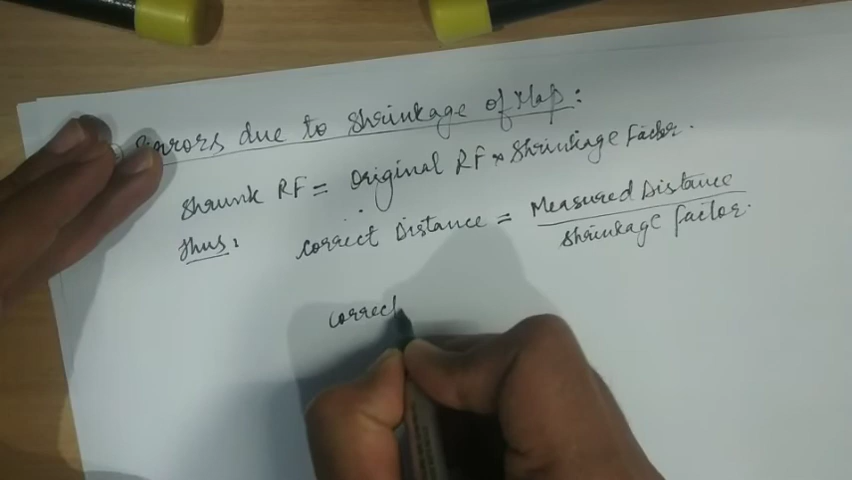 Errors due to Shrinkage of Map:
Shrunk RF = Original RF × Shrinkage Factor.
Thus: Correct Distance = Measured Distance
Shrinkage factor.
Correct